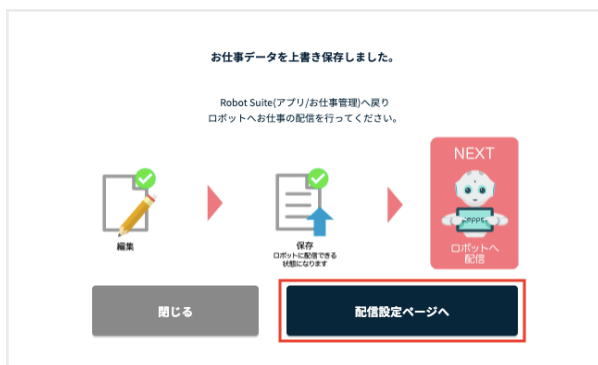 お仕事データを上書き保存しました。
Robot Suite(アプリ/お仕事管理)へ戻り
ロボットへお仕事の配信を行ってください。
編集
保存
ロボットに配信できる
状態になります
NEXT
ロボットへ
配信
閉じる
配信設定ページへ